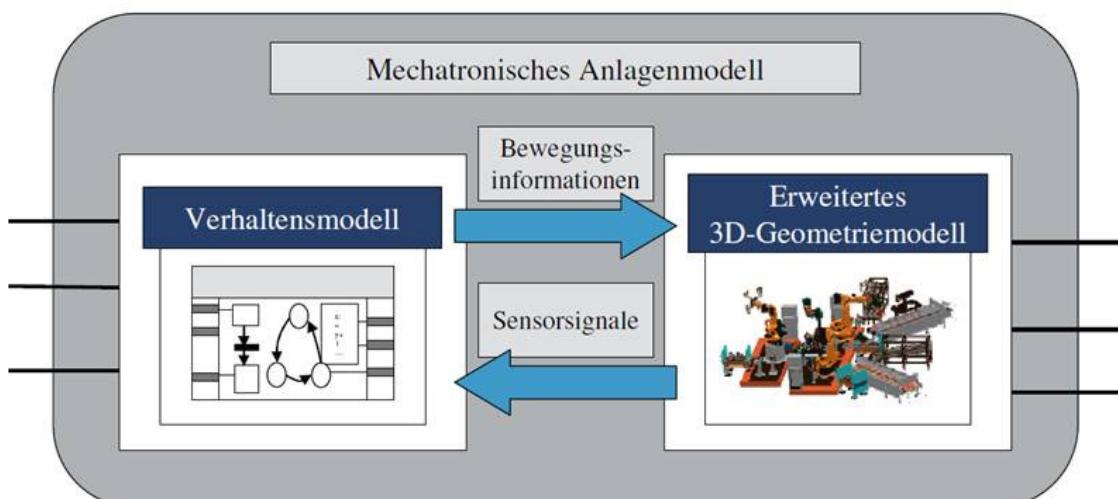 Mechatronisches Anlagenmodell
Bewegungs-
informationen
Verhaltensmodell
Erweitertes
3D-Geometriemodell
Sensorsignale